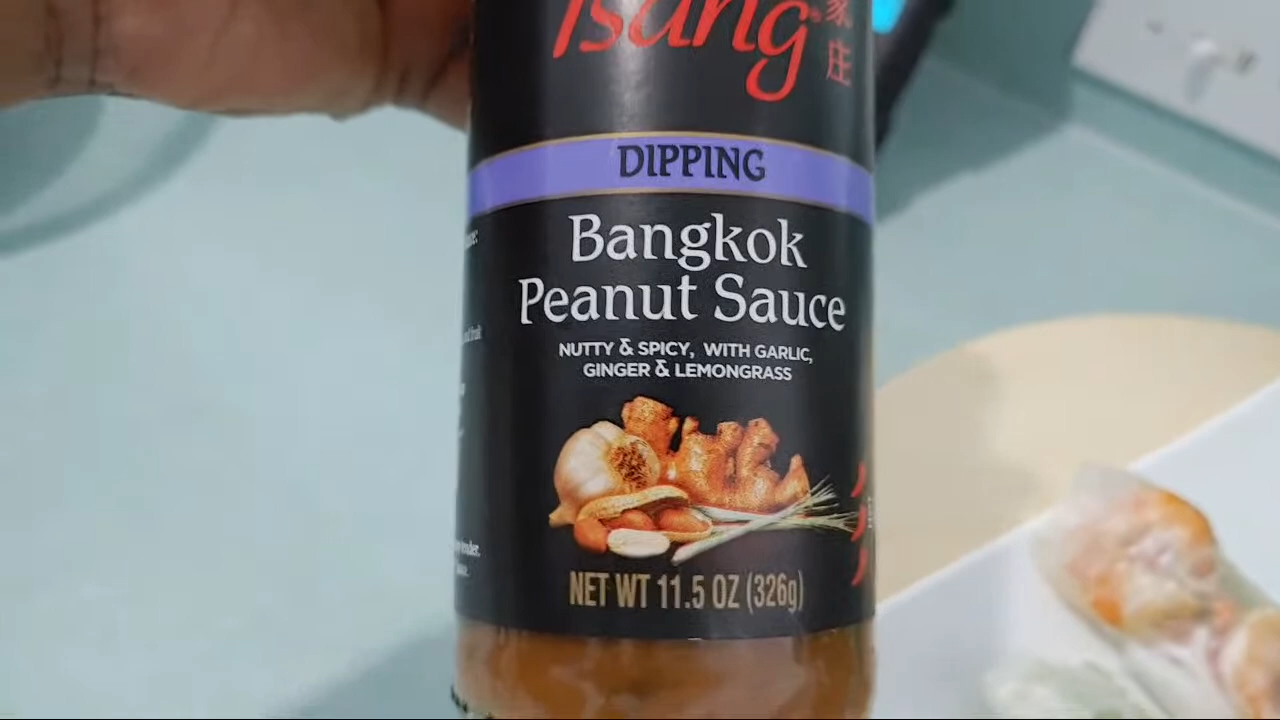 Tsang
家
庄
DIPPING
Bangkok
Peanut Sauce
NUTTY & SPICY, WITH GARLIC,
GINGER & LEMONGRASS
NET WT 11.5 OZ (326g)